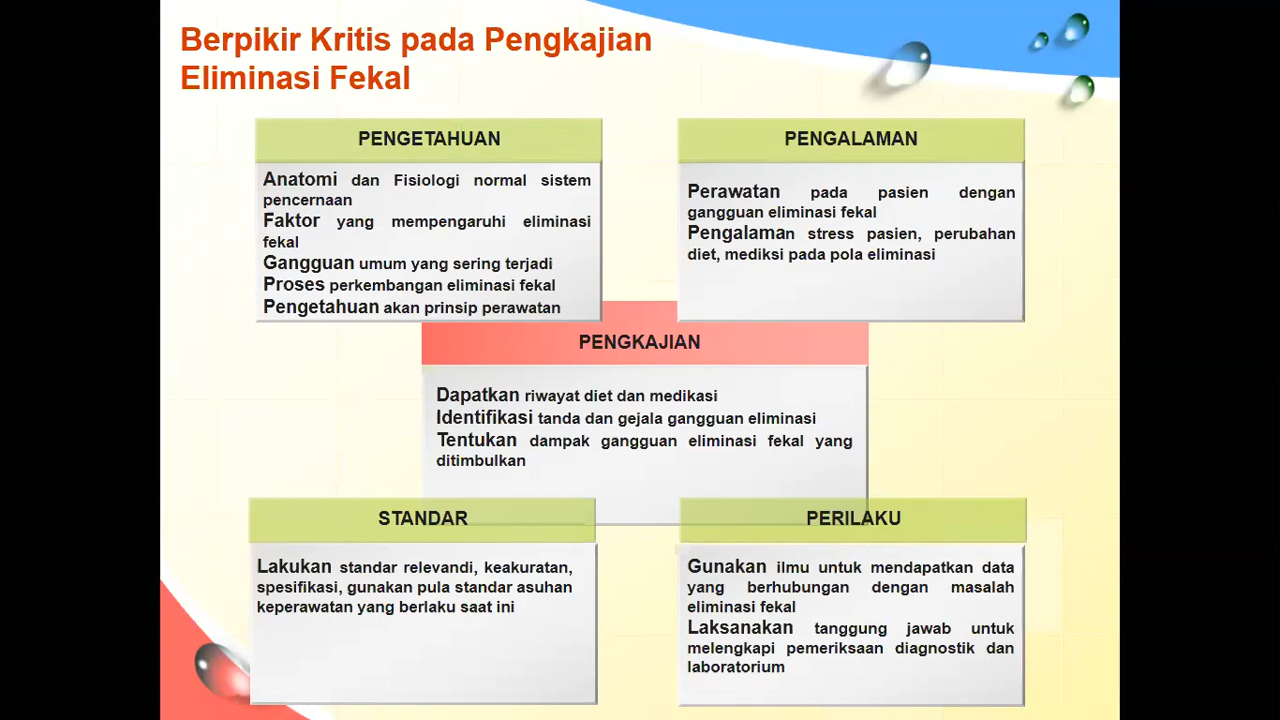 Berpikir Kritis pada Pengkajian
Eliminasi Fekal
PENGETAHUAN
Anatomi dan Fisiologi normal sistem
pencernaan
Faktor yang mempengaruhi eliminasi
fekal
Gangguan umum yang sering terjadi
Proses perkembangan eliminasi fekal
Pengetahuan akan prinsip perawatan
PENGALAMAN
Perawatan pada pasien dengan
gangguan eliminasi fekal
Pengalaman stress pasien, perubahan
diet, mediksi pada pola eliminasi
PENGKAJIAN
Dapatkan riwayat diet dan medikasi
Identifikasi tanda dan gejala gangguan eliminasi
Tentukan dampak gangguan eliminasi fekal yang
ditimbulkan
STANDAR
Lakukan standar relevandi, keakuratan,
spesifikasi, gunakan pula standar asuhan
keperawatan yang berlaku saat ini
PERILAKU
Gunakan ilmu untuk mendapatkan data
yang berhubungan dengan masalah
eliminasi fekal
Laksanakan tanggung jawab untuk
melengkapi pemeriksaan diagnostik dan
laboratorium